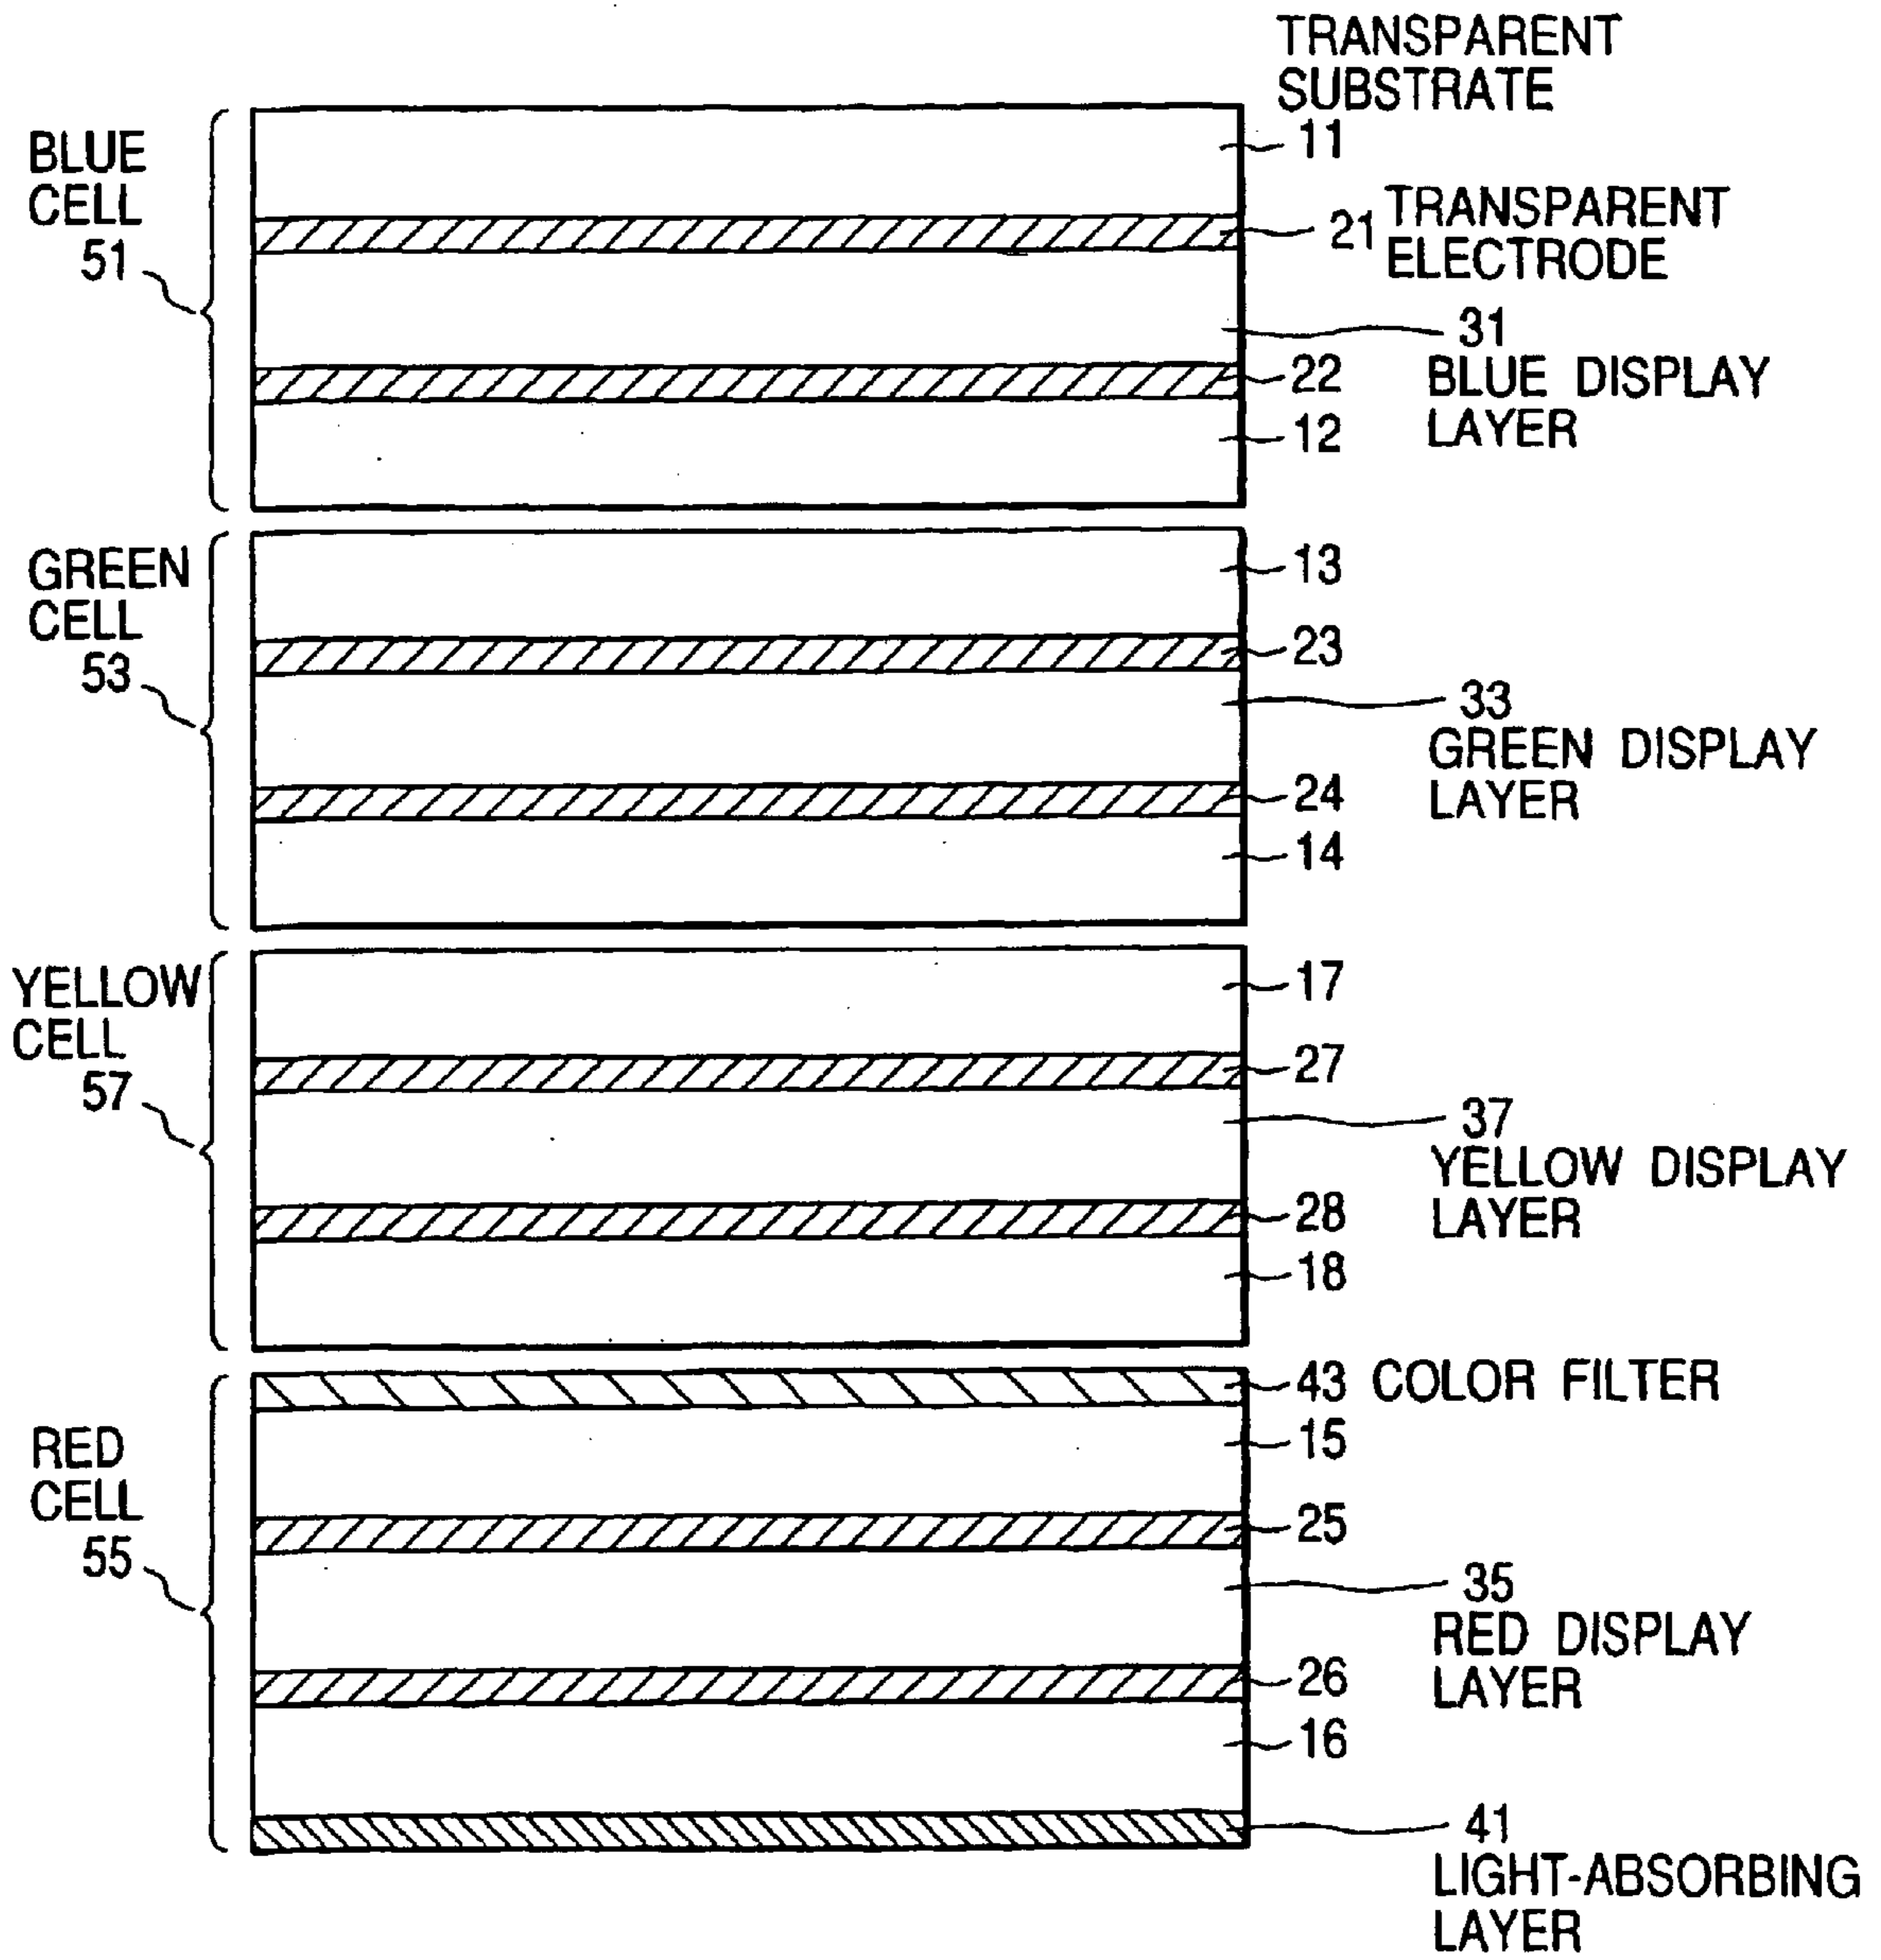 TRANSPARENT
SUBSTRATE
11
BLUE
CELL
51
21 TRANSPARENT
ELECTRODE
31
BLUE DISPLAY
LAYER
22
12
GREEN
CELL
53
13
23
33
GREEN DISPLAY
LAYER
24
14
YELLOW
CELL
57
17
27
37
YELLOW DISPLAY
LAYER
28
18
43 COLOR FILTER
RED
CELL
55
15
25
35
RED DISPLAY
LAYER
26
16
41
LIGHT-ABSORBING
LAYER